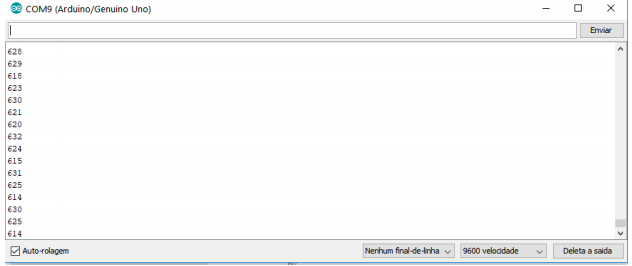 COM9 (Arduino/Genuino Uno)
Enviar
628
629
618
623
630
621
620
632
624
615
631
625
614
630
625
614
Auto-rolagem
Nenhum final-de-linha
9600 velocidade
Deleta a saida